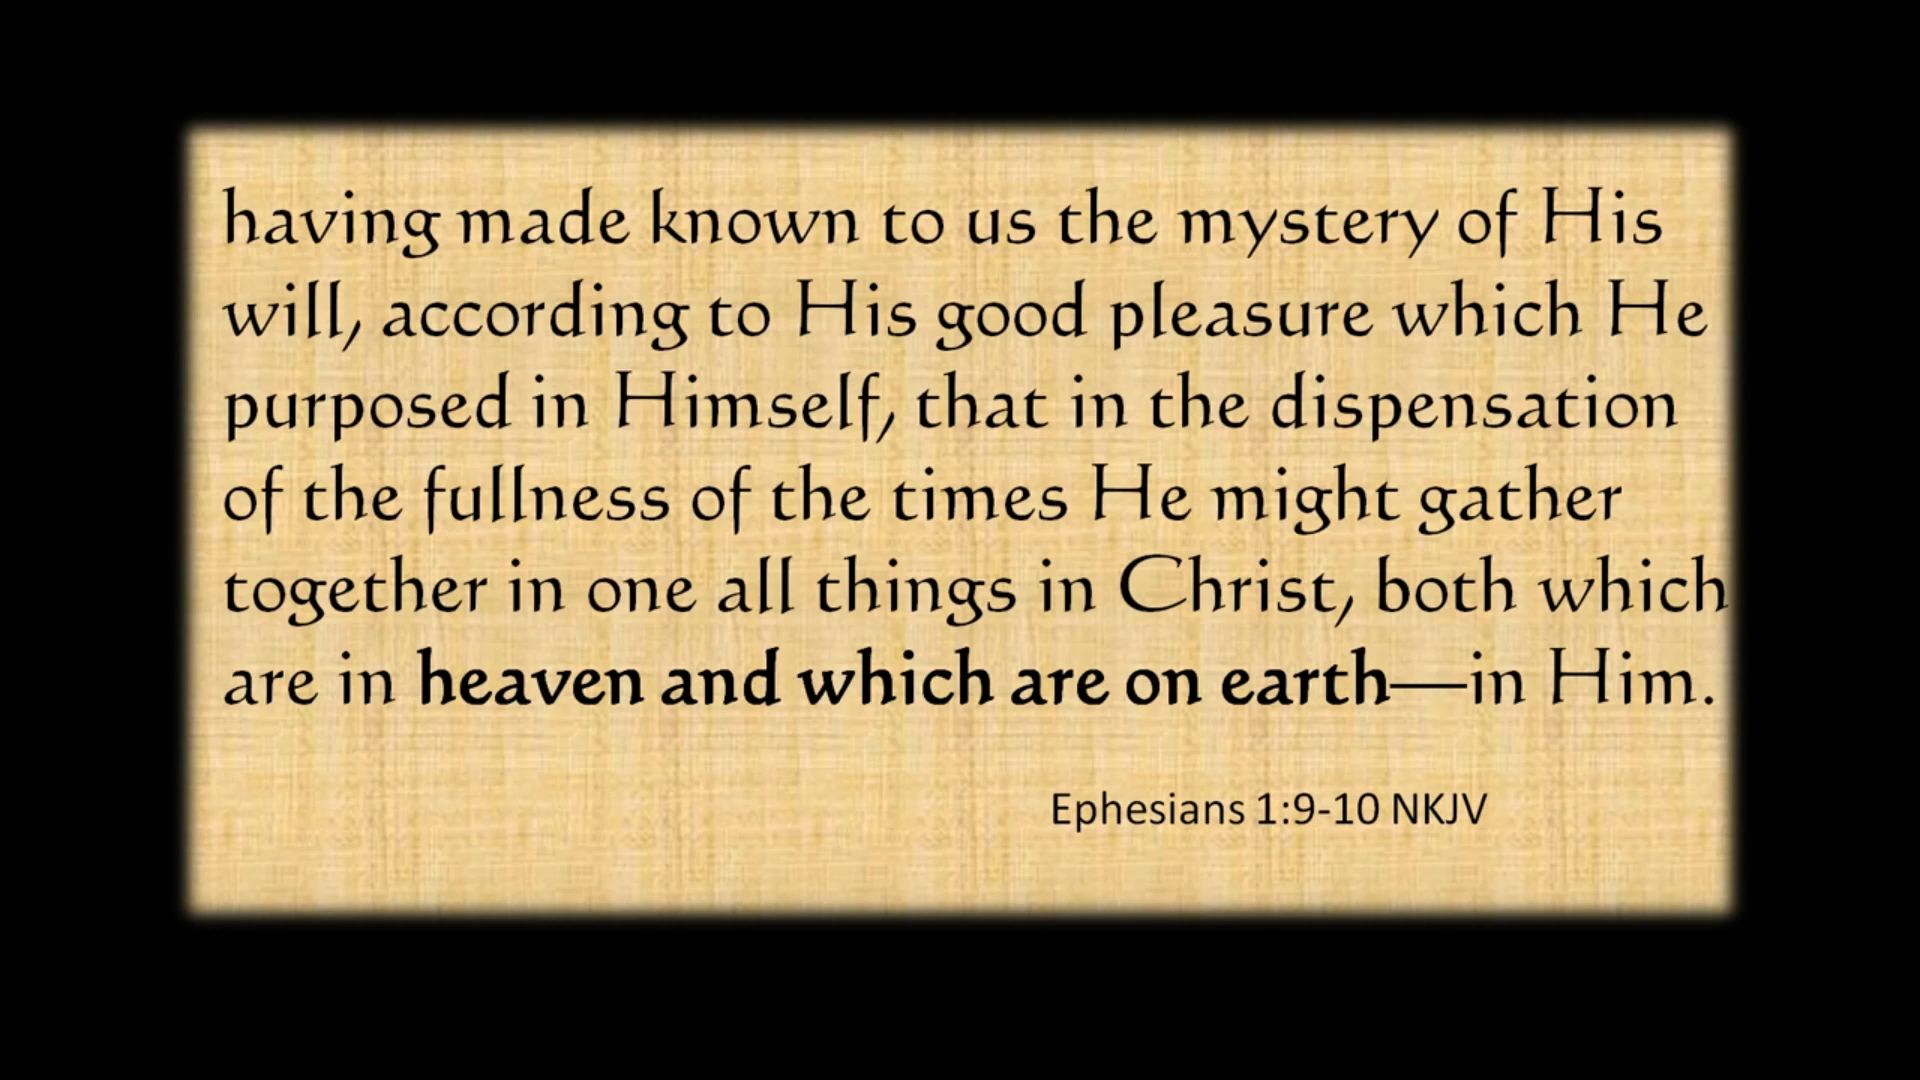 having made known to us the mystery of His
will, according to His good pleasure which He
purposed in Himself, that in the dispensation
of the fullness of the times He might gather
together in one all things in Christ, both which
are in heaven and which are on earth—in Him.
Ephesians 1:9-10 NKJV